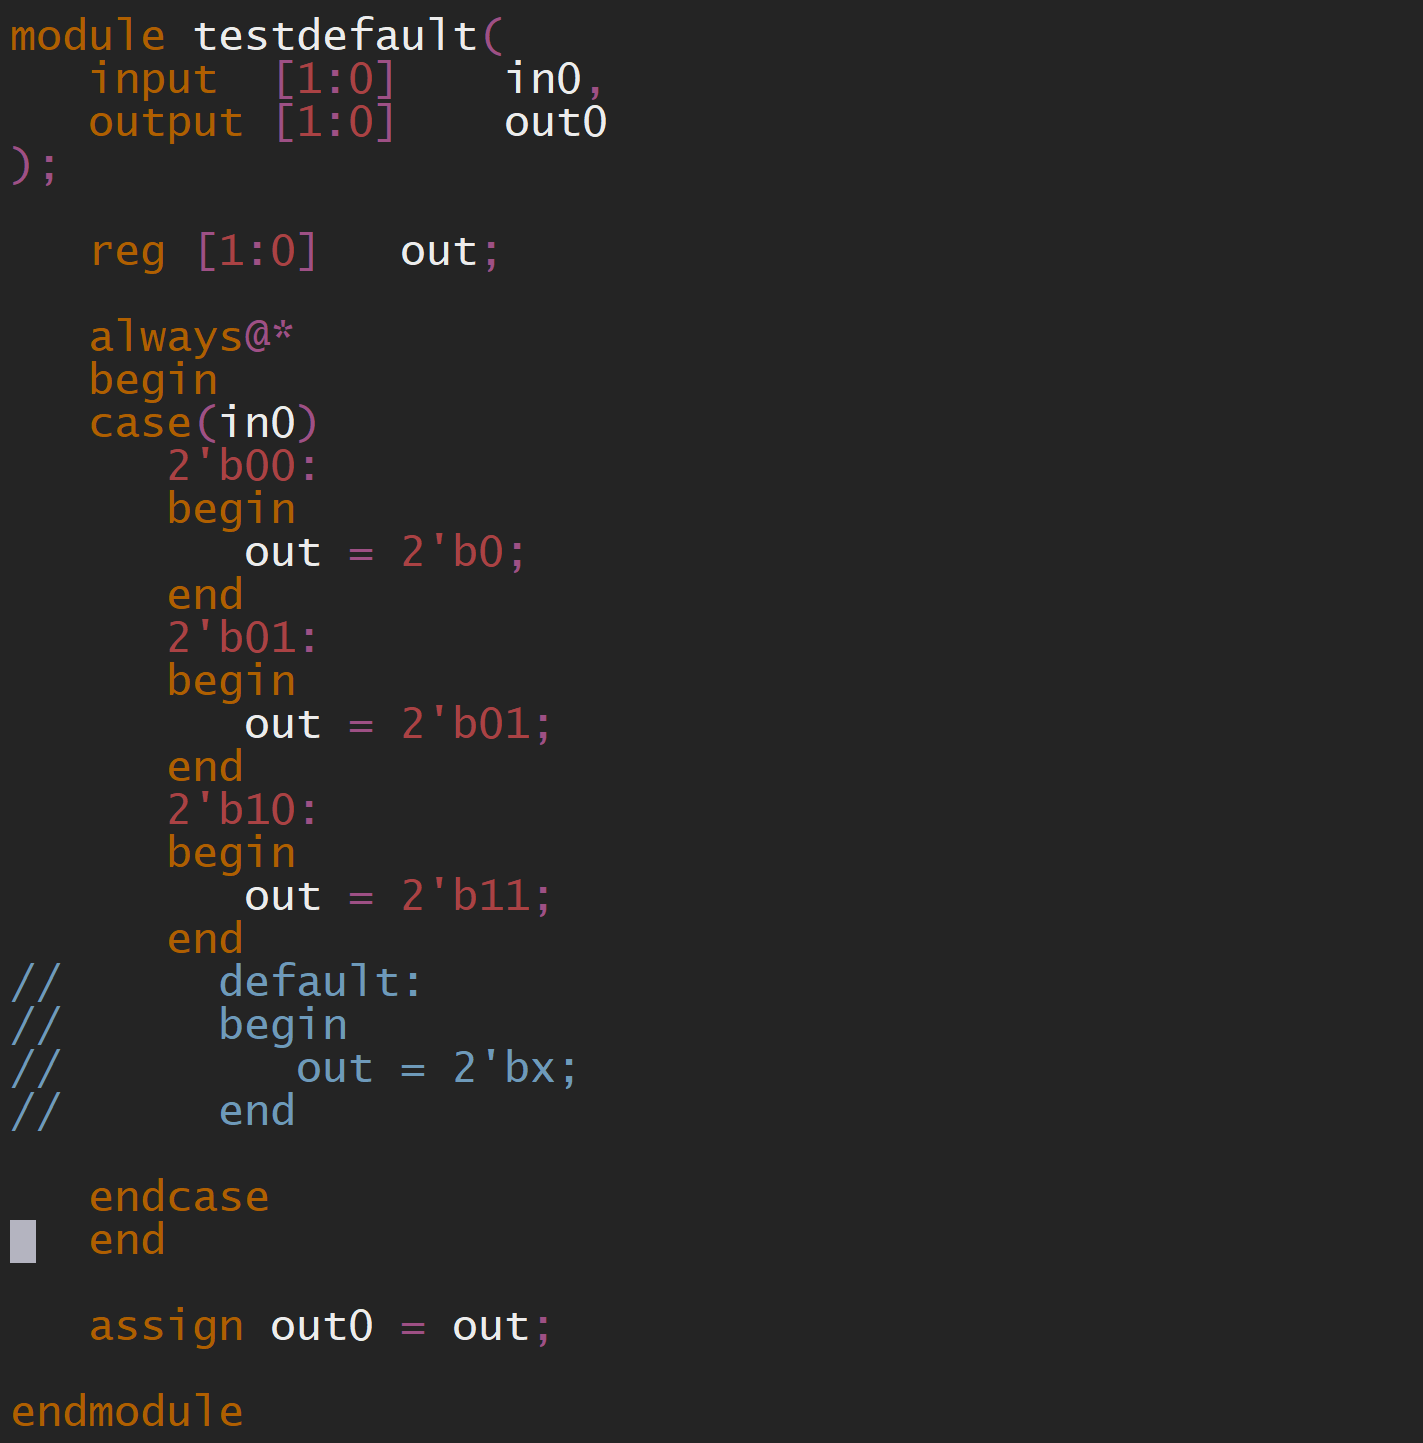 module testdefault(
   input  [1:0]    in0,
   output [1:0]    out0
);
   reg [1:0]   out;
   always@*
   begin
   case(in0)
      2'b00:
      begin
         out = 2'b0;
      end
      2'b01:
      begin
         out = 2'b01;
      end
      2'b10:
      begin
         out = 2'b11;
      end
//      default:
//      begin
//         out = 2'bx;
//      end
   endcase
   end
   assign out0 = out;
endmodule